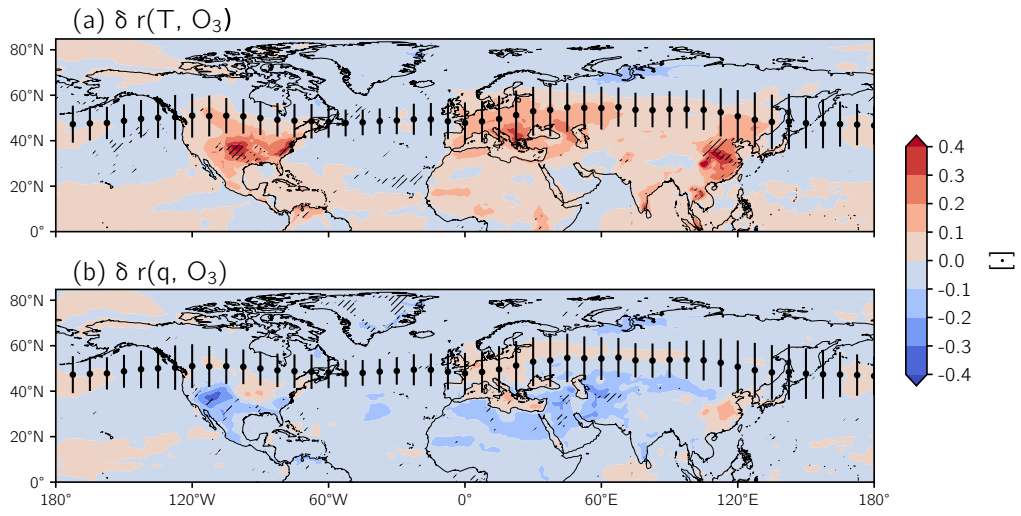 (a) δ r(T, O₃)
80°N
60°N
40°N
20°N
0°
(b) δ r(q, O₃)
80°N
60°N
40°N
20°N
0°
180° 120°W 60°W 0° 60°E 120°E 180°
0.4
0.3
0.2
0.1
0.0
-0.1
-0.2
-0.3
-0.4
[·]